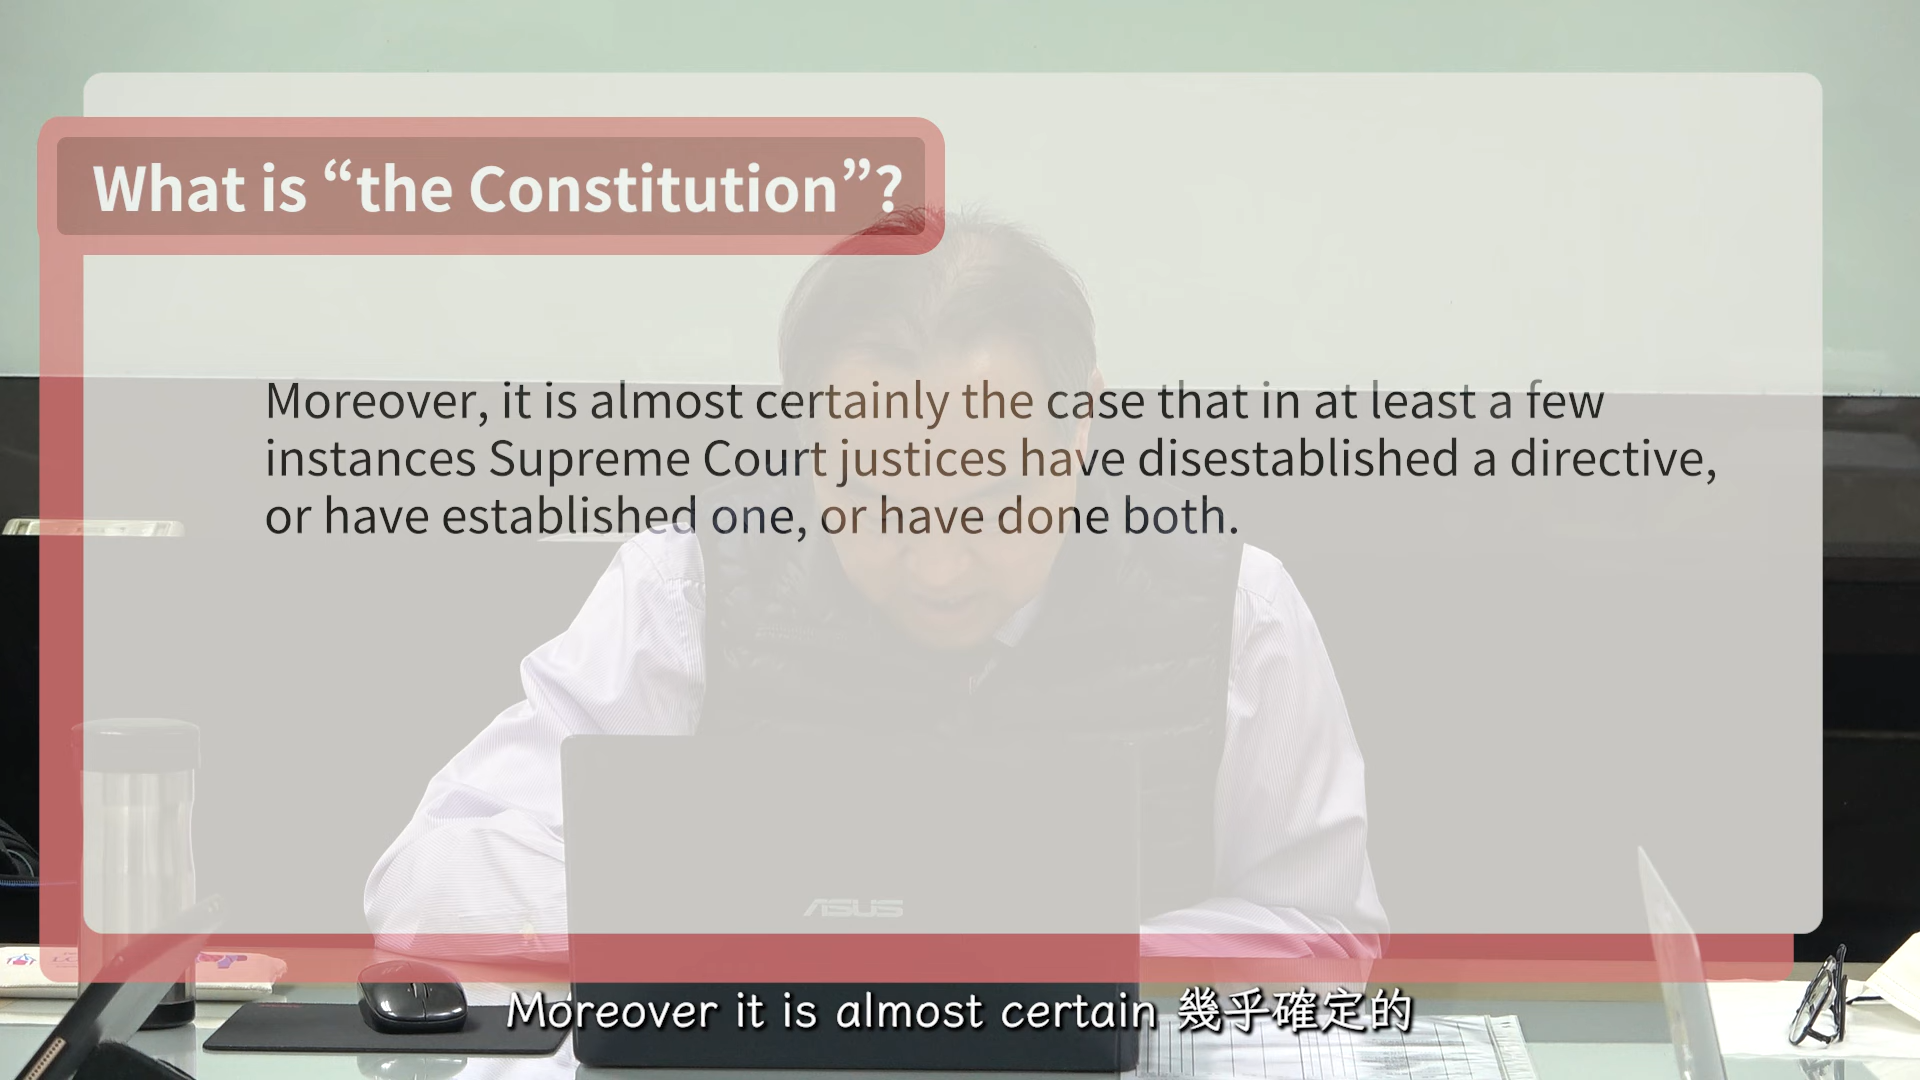 What is “the Constitution”?
Moreover, it is almost certainly the case that in at least a few
instances Supreme Court justices have disestablished a directive,
or have established one, or have done both.
ASUS
Moreover it is almost certain 幾乎確定的